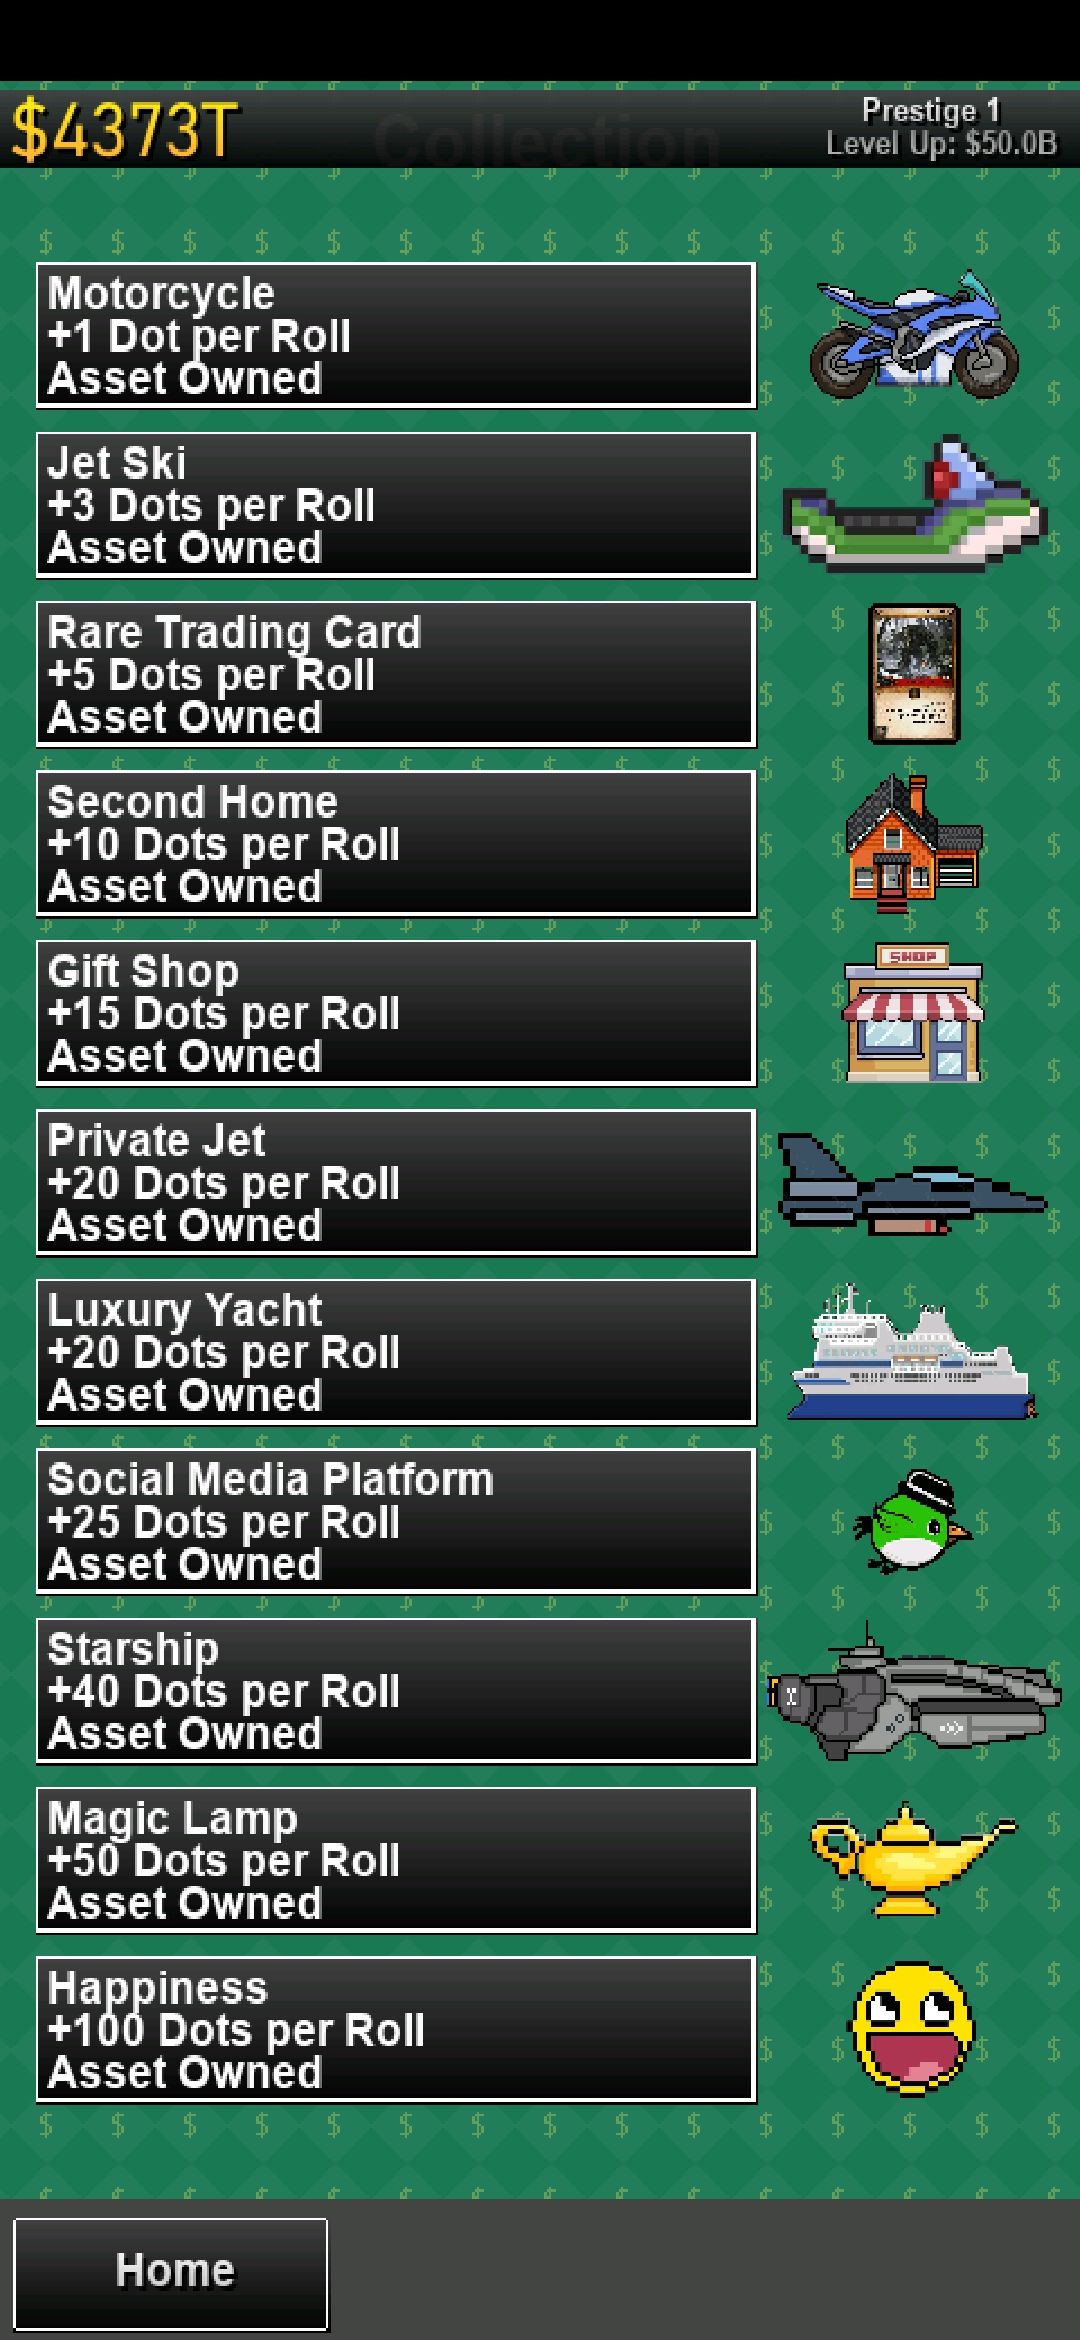 $4373T
Collection
Prestige 1
Level Up: $50.0B
Motorcycle
+1 Dot per Roll
Asset Owned
Jet Ski
+3 Dots per Roll
Asset Owned
Rare Trading Card
+5 Dots per Roll
Asset Owned
Second Home
+10 Dots per Roll
Asset Owned
Gift Shop
+15 Dots per Roll
Asset Owned
SHOP
Private Jet
+20 Dots per Roll
Asset Owned
Luxury Yacht
+20 Dots per Roll
Asset Owned
Social Media Platform
+25 Dots per Roll
Asset Owned
Starship
+40 Dots per Roll
Asset Owned
Magic Lamp
+50 Dots per Roll
Asset Owned
Happiness
+100 Dots per Roll
Asset Owned
Home